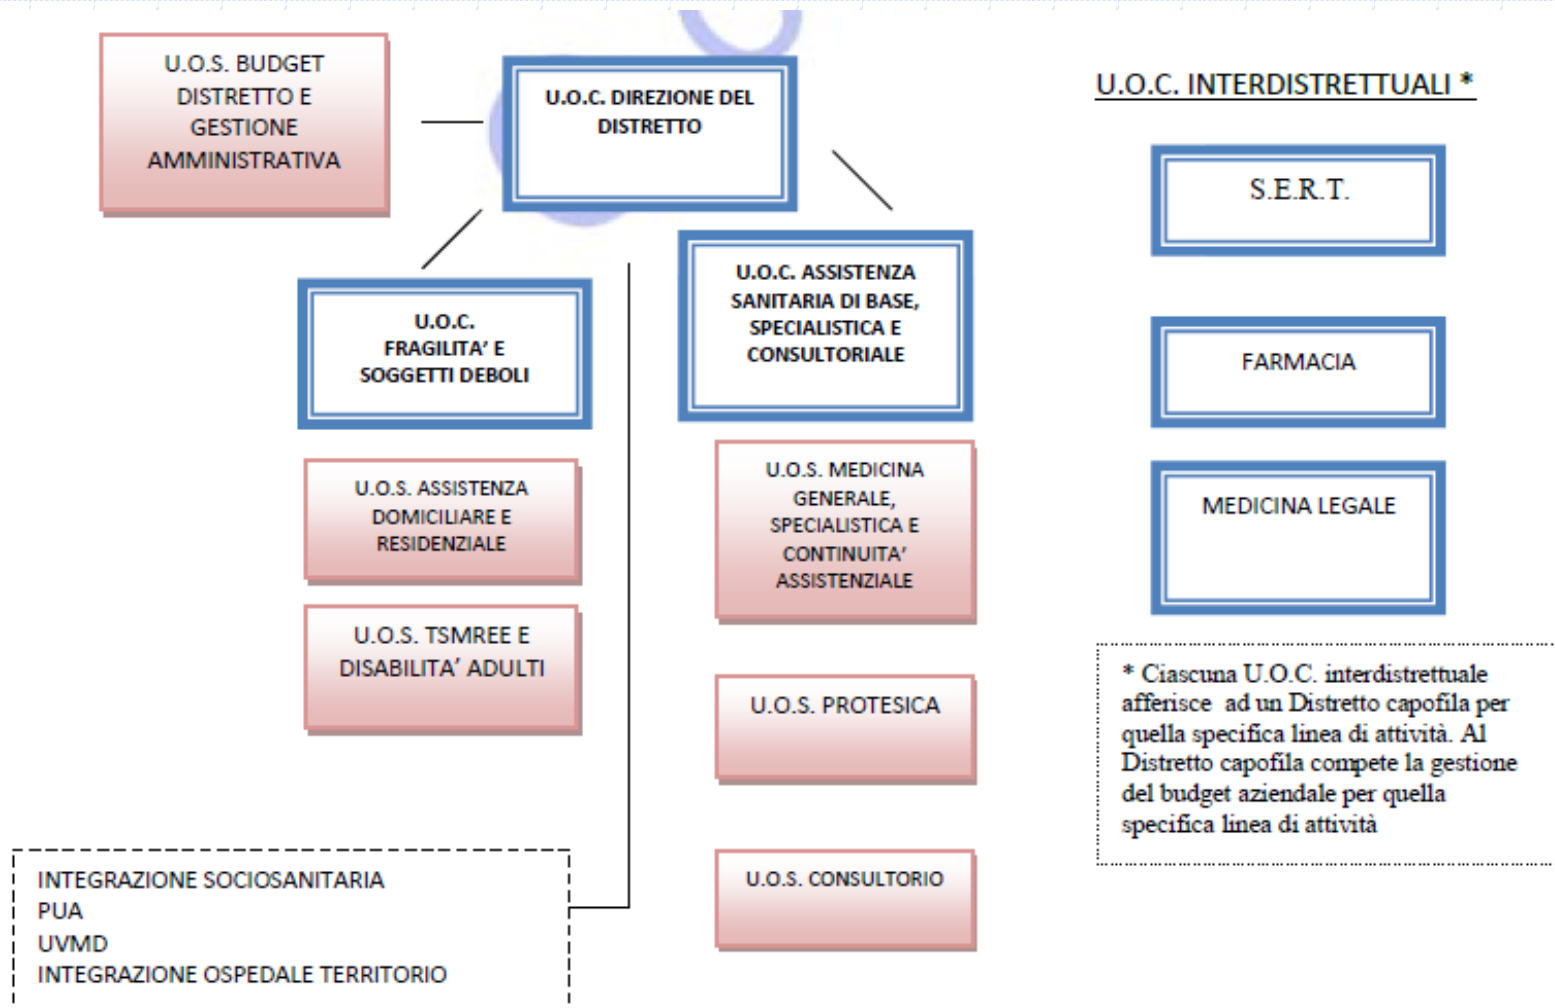 U.O.S. BUDGET
DISTRETTO E
GESTIONE
AMMINISTRATIVA
U.O.C. DIREZIONE DEL
DISTRETTO
U.O.C.
FRAGILITA’ E
SOGGETTI DEBOLI
U.O.S. ASSISTENZA
DOMICILIARE E
RESIDENZIALE
U.O.S. TSMREE E
DISABILITA’ ADULTI
INTEGRAZIONE SOCIOSANITARIA
PUA
UVMD
INTEGRAZIONE OSPEDALE TERRITORIO
U.O.C. ASSISTENZA
SANITARIA DI BASE,
SPECIALISTICA E
CONSULTORIALE
U.O.S. MEDICINA
GENERALE,
SPECIALISTICA E
CONTINUITA’
ASSISTENZIALE
U.O.S. PROTESICA
U.O.S. CONSULTORIO
U.O.C. INTERDISTRETTUALI *
S.E.R.T.
FARMACIA
MEDICINA LEGALE
* Ciascuna U.O.C. interdistrettuale
afferisce ad un Distretto capofila per
quella specifica linea di attività. Al
Distretto capofila compete la gestione
del budget aziendale per quella
specifica linea di attività